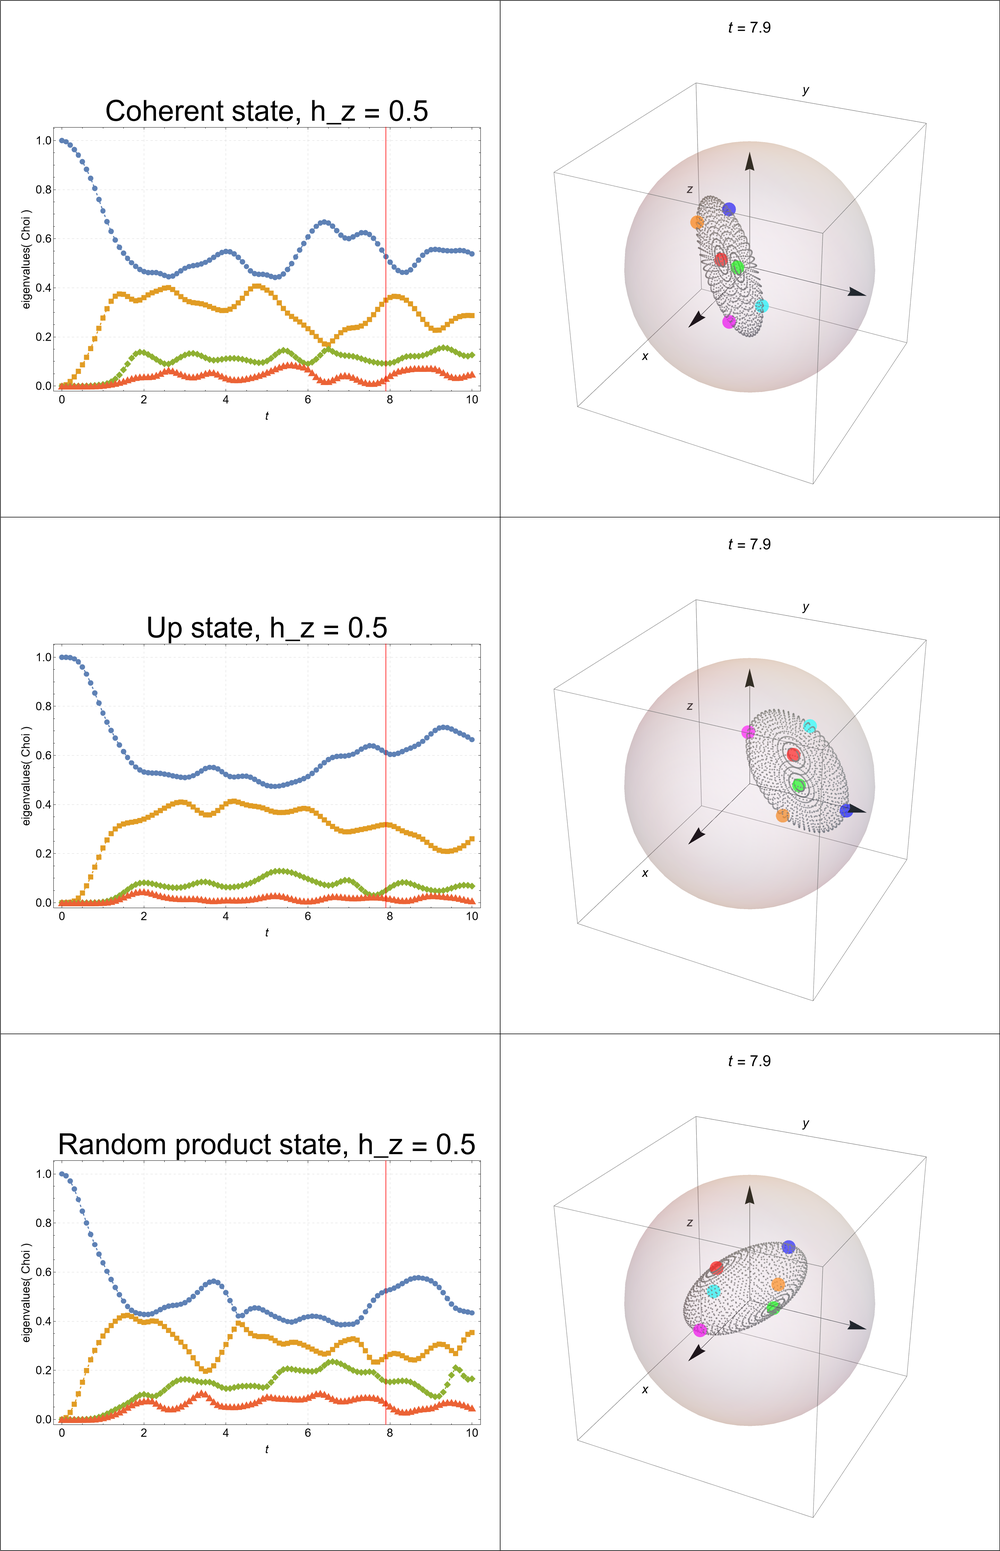 t = 7.9
Coherent state, h_z = 0.5
y
z
x
eigenvalues( Choi )
1.0
0.8
0.6
0.4
0.2
0.0
0 2 4 6 8 10
t
t = 7.9
Up state, h_z = 0.5
y
z
x
eigenvalues( Choi )
1.0
0.8
0.6
0.4
0.2
0.0
0 2 4 6 8 10
t
t = 7.9
Random product state, h_z = 0.5
y
z
x
eigenvalues( Choi )
1.0
0.8
0.6
0.4
0.2
0.0
0 2 4 6 8 10
t